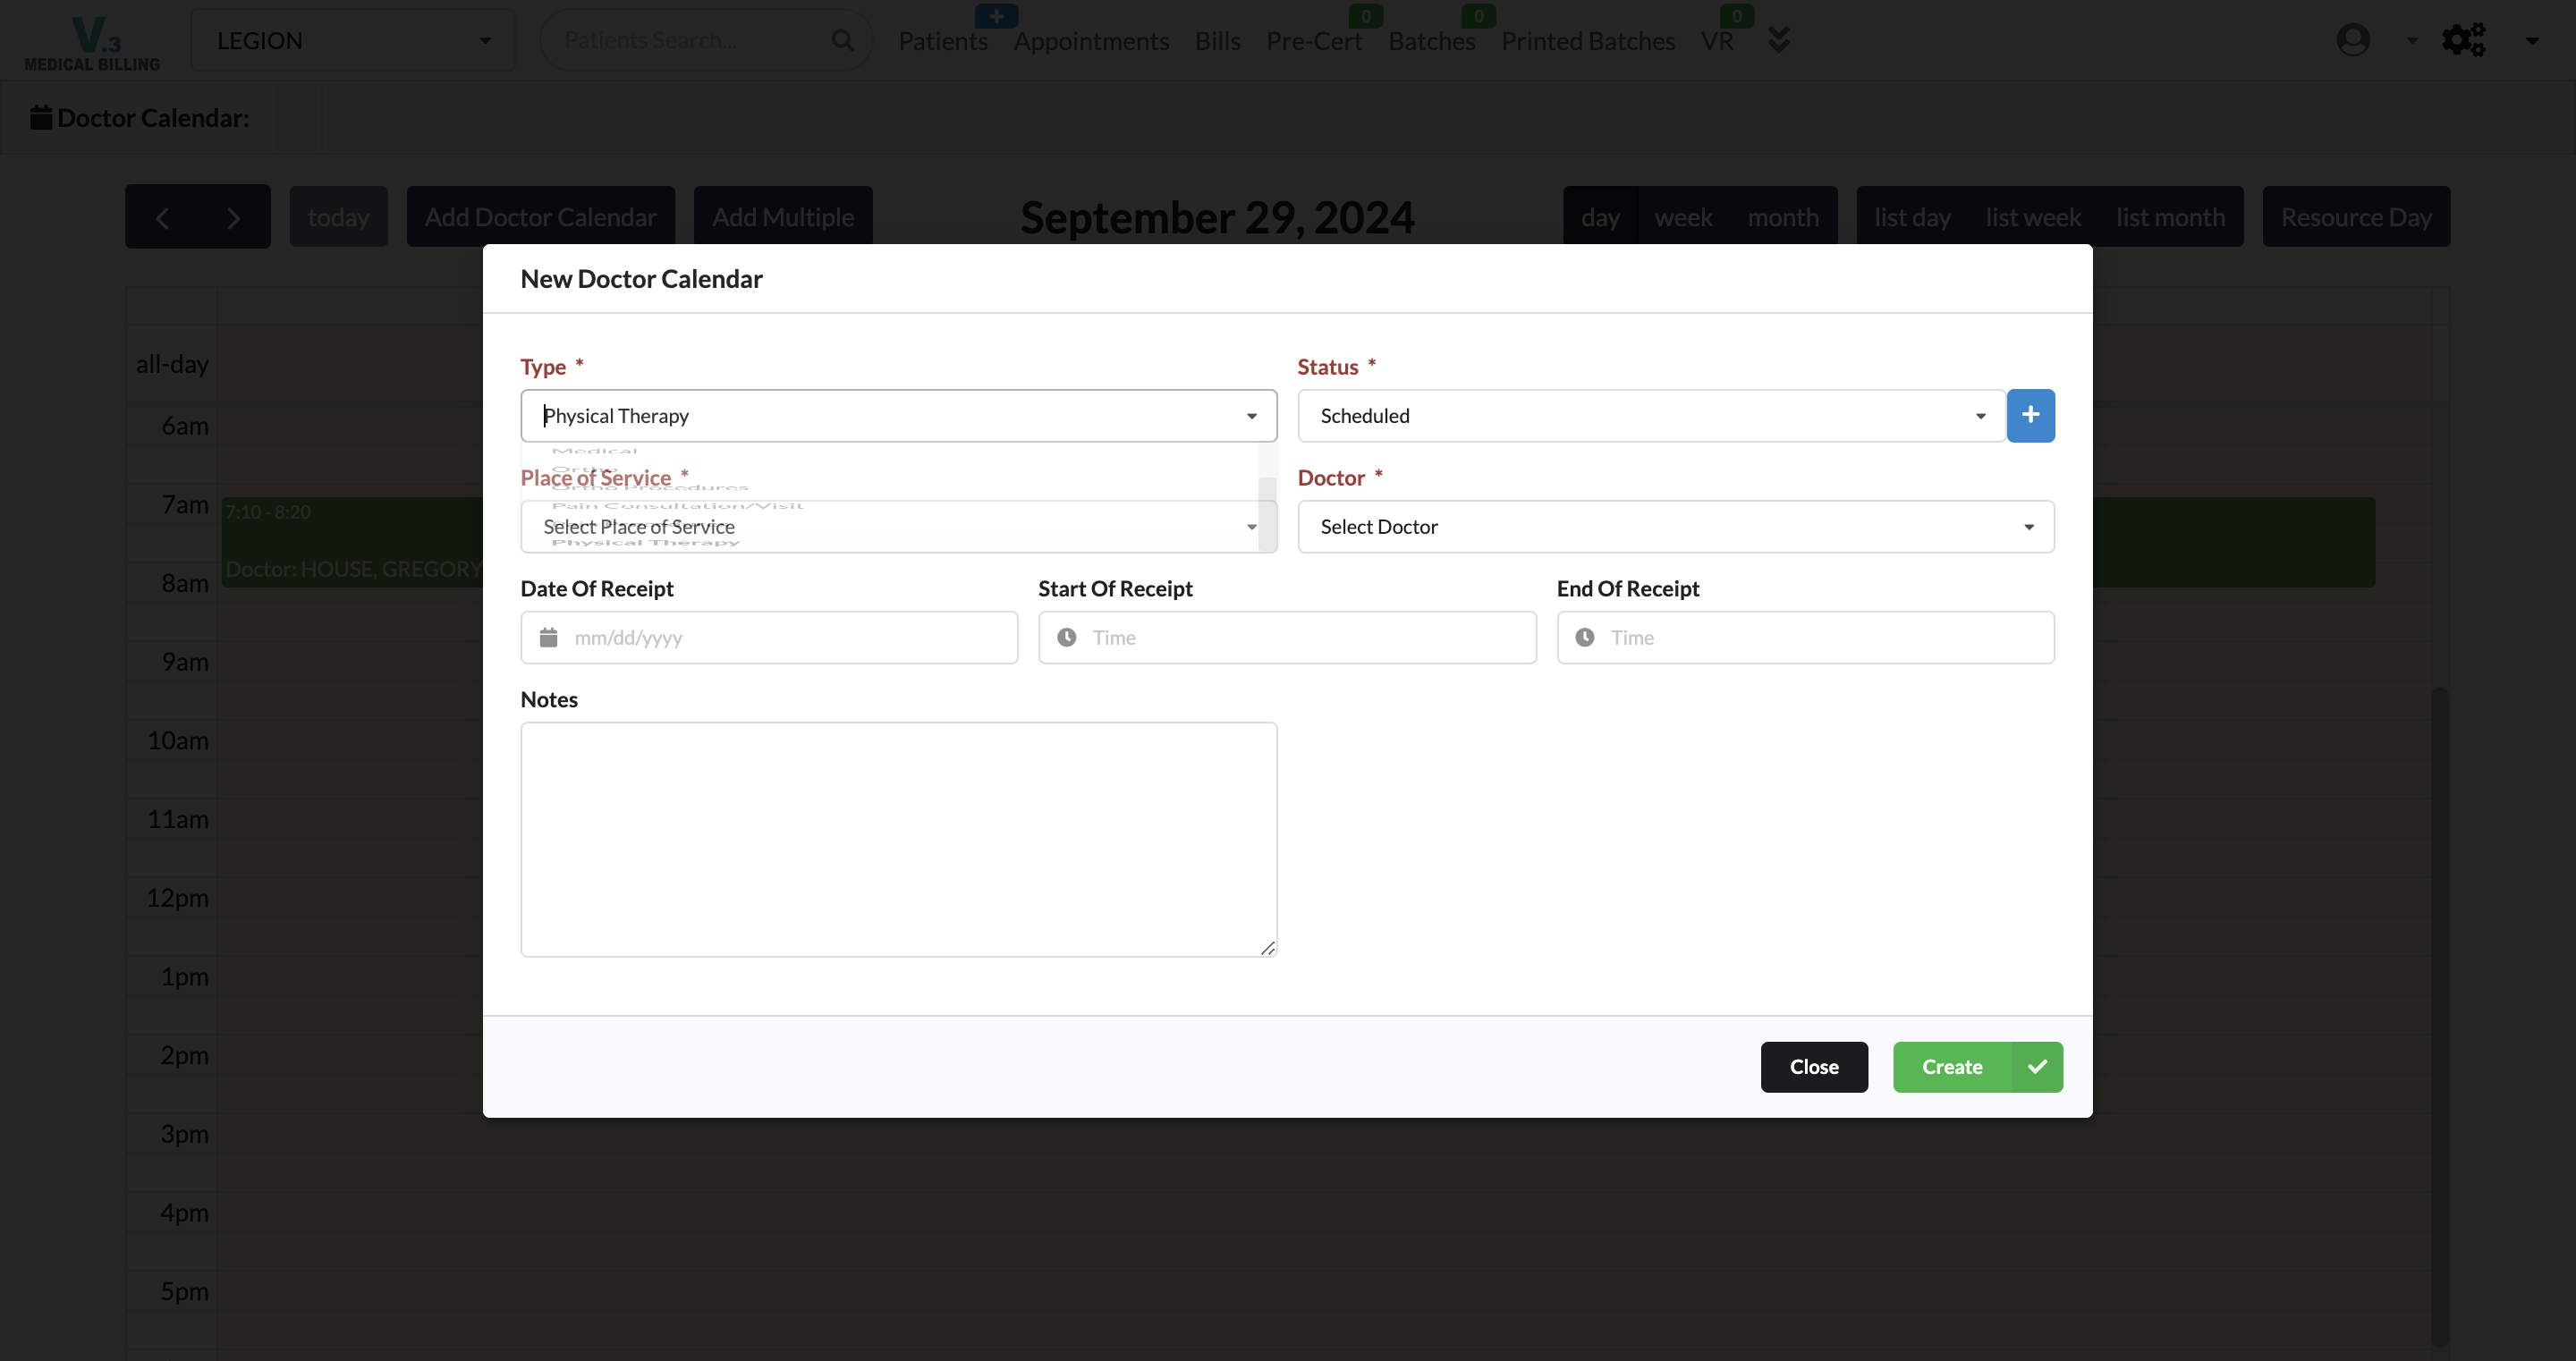 V.3
MEDICAL BILLING
LEGION
Patients Search...
Patients
Appointments
Bills
Pre-Cert
0
Batches
0
Printed Batches
VR
0
Doctor Calendar:
today
Add Doctor Calendar
Add Multiple
September 29, 2024
day
week
month
list day
list week
list month
Resource Day
all-day
6am
7am
8am
9am
10am
11am
12pm
1pm
2pm
3pm
4pm
5pm
7:10 - 8:20
Doctor: HOUSE, GREGORY
New Doctor Calendar
Type *
Physical Therapy
Status *
Scheduled
Medical
Ortho
Ortho Procedures
Pain Consultation/Visit
Physical Therapy
Place of Service *
Select Place of Service
Doctor *
Select Doctor
Date Of Receipt
mm/dd/yyyy
Start Of Receipt
Time
End Of Receipt
Time
Notes
Close
Create